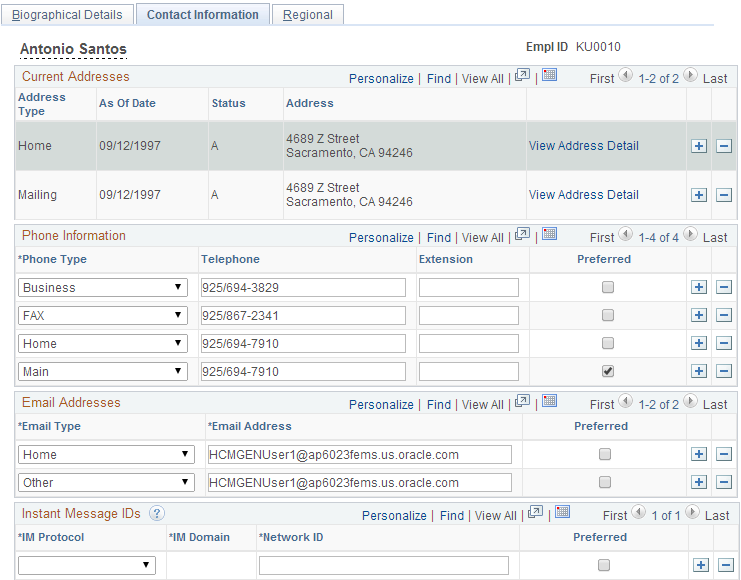 Biographical Details Contact Information Regional
Antonio Santos Empl ID KU0010
Current Addresses Personalize | Find | View All | | First 1-2 of 2 Last
Address Type As Of Date Status Address
Home 09/12/1997 A 4689 Z Street View Address Detail
Sacramento, CA 94246
Mailing 09/12/1997 A 4689 Z Street View Address Detail
Sacramento, CA 94246
Phone Information Personalize | Find | View All | | First 1-4 of 4 Last
*Phone Type Telephone Extension Preferred
Business 925/694-3829
FAX 925/867-2341
Home 925/694-7910
Main 925/694-7910
Email Addresses Personalize | Find | View All | | First 1-2 of 2 Last
*Email Type *Email Address Preferred
Home HCMGENUser1@ap6023fems.us.oracle.com
Other HCMGENUser1@ap6023fems.us.oracle.com
Instant Message IDs ? Personalize | Find | View All | | First 1 of 1 Last
*IM Protocol *IM Domain *Network ID Preferred